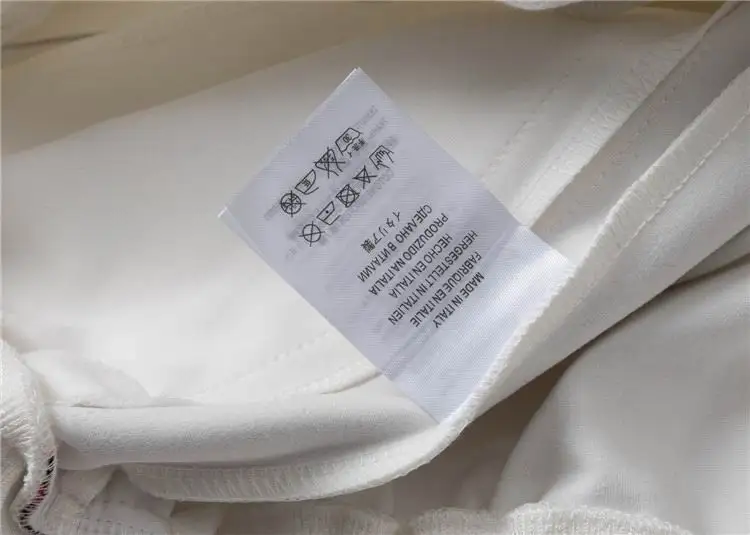 MADE IN ITALY
FABRIQUE EN ITALIE
HERGESTELLT IN ITALIEN
HECHO EN ITALIA
PRODUZIDO NA ITALIA
СДЕЛАНО В ИТАЛИИ
イタリア製